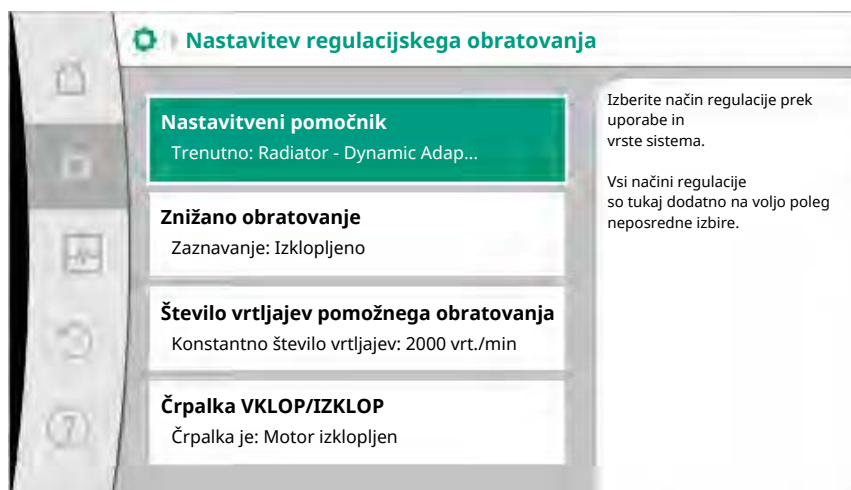 Nastavitev regulacijskega obratovanja
Nastavitveni pomočnik
Trenutno: Radiator - Dynamic Adap...
Znižano obratovanje
Zaznavanje: Izklopljeno
Število vrtljajev pomožnega obratovanja
Konstantno število vrtljajev: 2000 vrt./min
Črpalka VKLOP/IZKLOP
Črpalka je: Motor izklopljen
Izberite način regulacije prek
uporabe in
vrste sistema.
Vsi načini regulacije
so tukaj dodatno na voljo poleg
neposredne izbire.